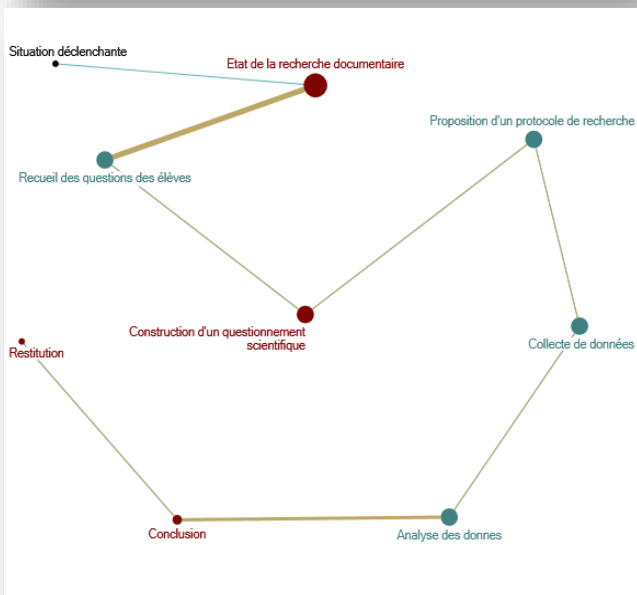 Situation déclenchante
Etat de la recherche documentaire
Proposition d'un protocole de recherche
Recueil des questions des élèves
Construction d'un questionnement
scientifique
Restitution
Collecte de données
Conclusion
Analyse des donnes